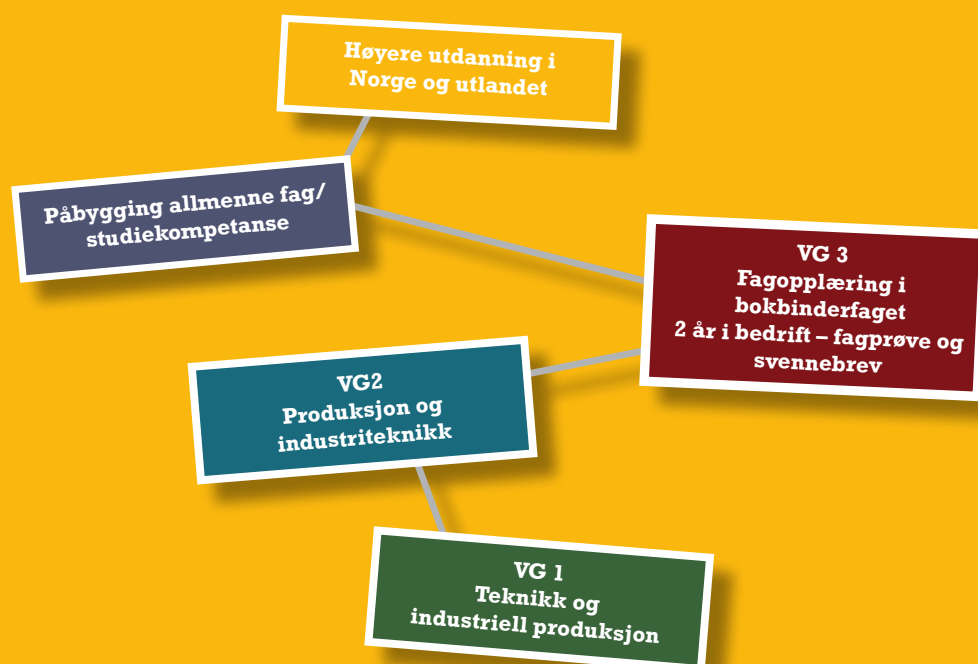 Høyere utdanning i
Norge og utlandet
Påbygging allmenne fag/
studiekompetanse
VG 3
Fagopplæring i
bokbinderfaget
2 år i bedrift – fagprøve og
svennebrev
VG2
Produksjon og
industriteknikk
VG 1
Teknikk og
industriell produksjon